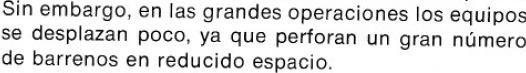 Sin embargo, en las grandes operaciones los equipos
se desplazan poco, ya que perforan un gran número
de barrenos en reducido espacio.